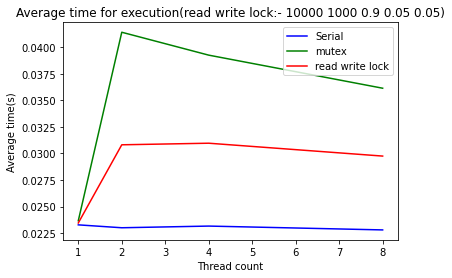 Average time for execution(read write lock:- 10000 1000 0.9 0.05 0.05)
Serial
mutex
read write lock
Average time(s)
0.0400
0.0375
0.0350
0.0325
0.0300
0.0275
0.0250
0.0225
1 2 3 4 5 6 7 8
Thread count